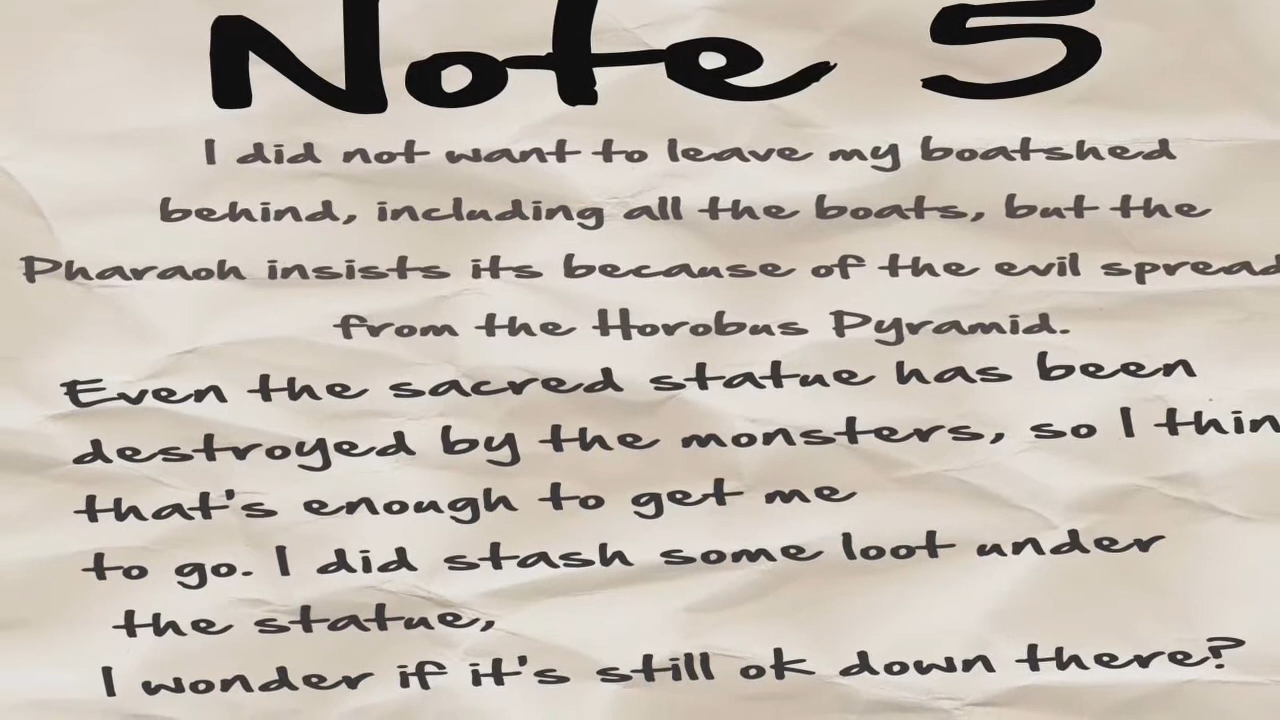 Note 5
I did not want to leave my boatshed
behind, including all the boats, but the
Pharaoh insists its because of the evil spread
from the Horobus Pyramid.
Even the sacred statue has been
destroyed by the monsters, so I thin
that's enough to get me
to go. I did stash some loot under
the statue,
I wonder if it's still ok down there?